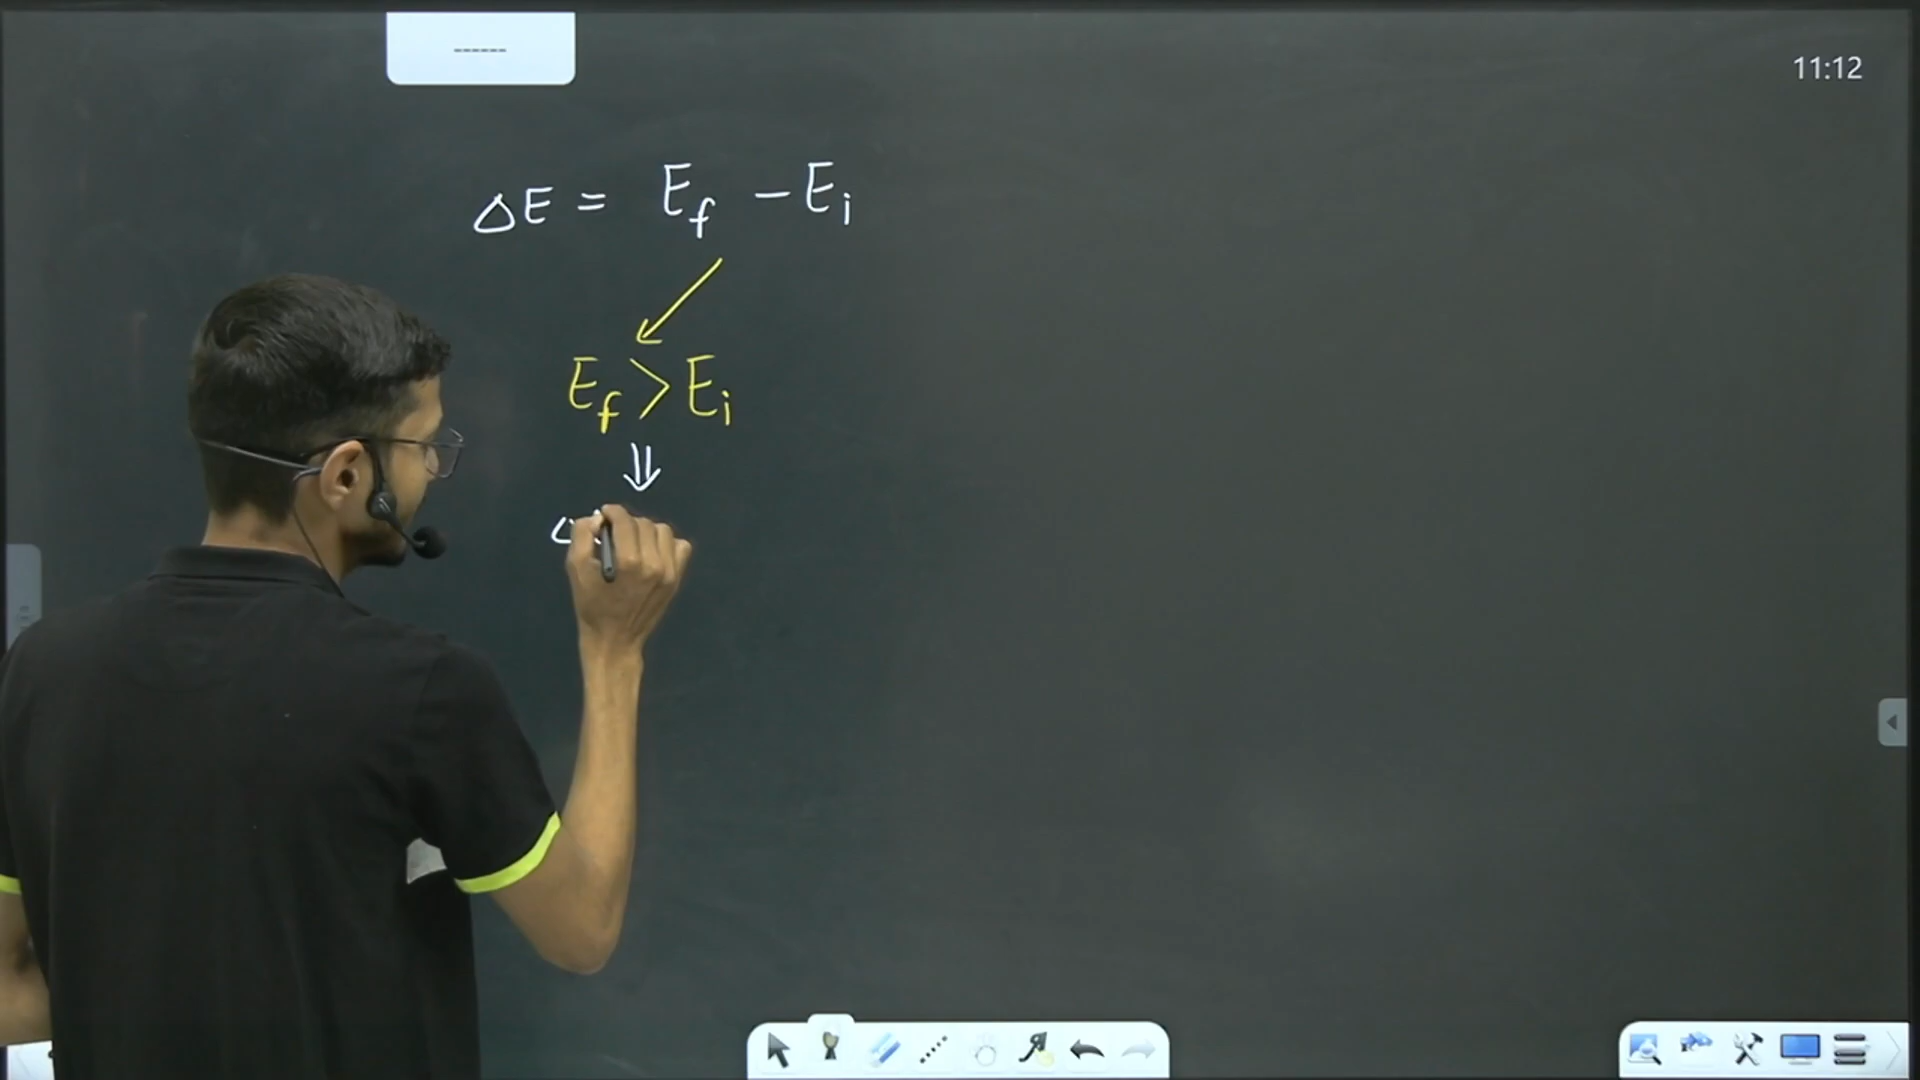 ------
11:12
ΔE = E_f - E_i
E_f > E_i
⇓
Δ